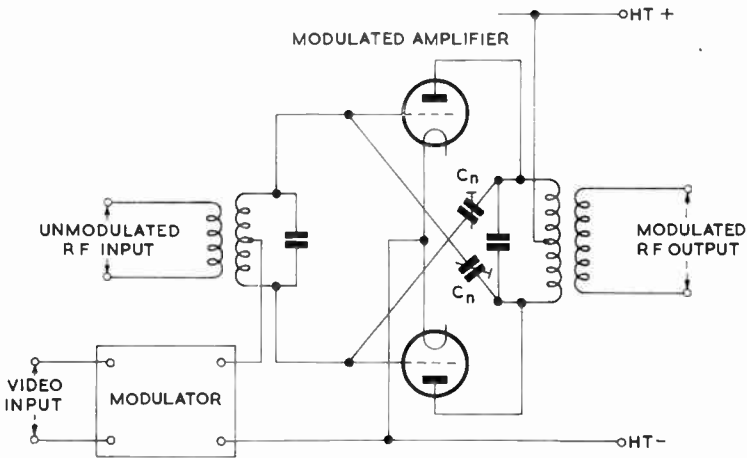 HT +
MODULATED AMPLIFIER
Cn
UNMODULATED
RF INPUT
MODULATED
RF OUTPUT
Cn
VIDEO
INPUT
MODULATOR
HT –